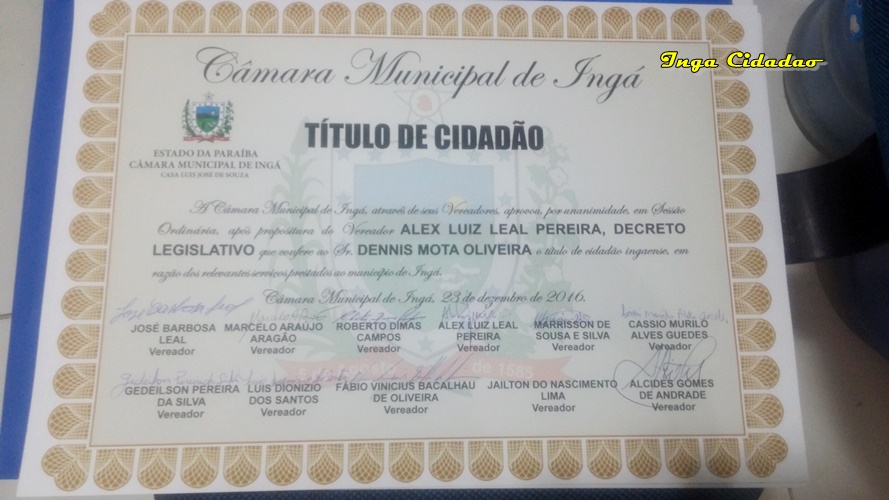 Inga Cidadao
Câmara Municipal de Ingá
TÍTULO DE CIDADÃO
ESTADO DA PARAÍBA
CÂMARA MUNICIPAL DE INGÁ
CASA LUIS JOSÉ DE SOUZA
A Câmara Municipal de Ingá, através de seus Vereadores, aprovou, por unanimidade, em Sessão
Ordinária, após propositura do Vereador ALEX LUIZ LEAL PEREIRA, DECRETO
LEGISLATIVO que confere ao Sr. DENNIS MOTA OLIVEIRA o título de cidadão ingaense, em
razão dos relevantes serviços prestados ao município de Ingá.
Câmara Municipal de Ingá, 23 de dezembro de 2016.
JOSÉ BARBOSA LEAL
Vereador
MARCELO ARAÚJO ARAGÃO
Vereador
ROBERTO DIMAS CAMPOS
Vereador
ALEX LUIZ LEAL PEREIRA
Vereador
MARRISSON DE SOUSA E SILVA
Vereador
CASSIO MURILO ALVES GUEDES
Vereador
GEDEILSON PEREIRA DA SILVA
Vereador
LUIS DIONIZIO DOS SANTOS
Vereador
FÁBIO VINICIUS BACALHAU DE OLIVEIRA
Vereador
JAILTON DO NASCIMENTO LIMA
Vereador
ALCIDES GOMES DE ANDRADE
Vereador
de 1585